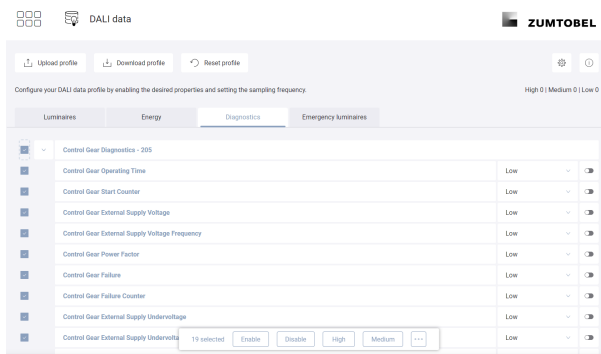 DALI data
ZUMTOBEL
Upload profile
Download profile
Reset profile
Configure your DALI data profile by enabling the desired properties and setting the sampling frequency.
High 0 | Medium 0 | Low 0
Luminaires
Energy
Diagnostics
Emergency luminaires
Control Gear Diagnostics - 205
Control Gear Operating Time Low
Control Gear Start Counter Low
Control Gear External Supply Voltage Low
Control Gear External Supply Voltage Frequency Low
Control Gear Power Factor Low
Control Gear Failure Low
Control Gear Failure Counter Low
Control Gear External Supply Undervoltage Low
Control Gear External Supply Undervolta Low
19 selected Enable Disable High Medium ...